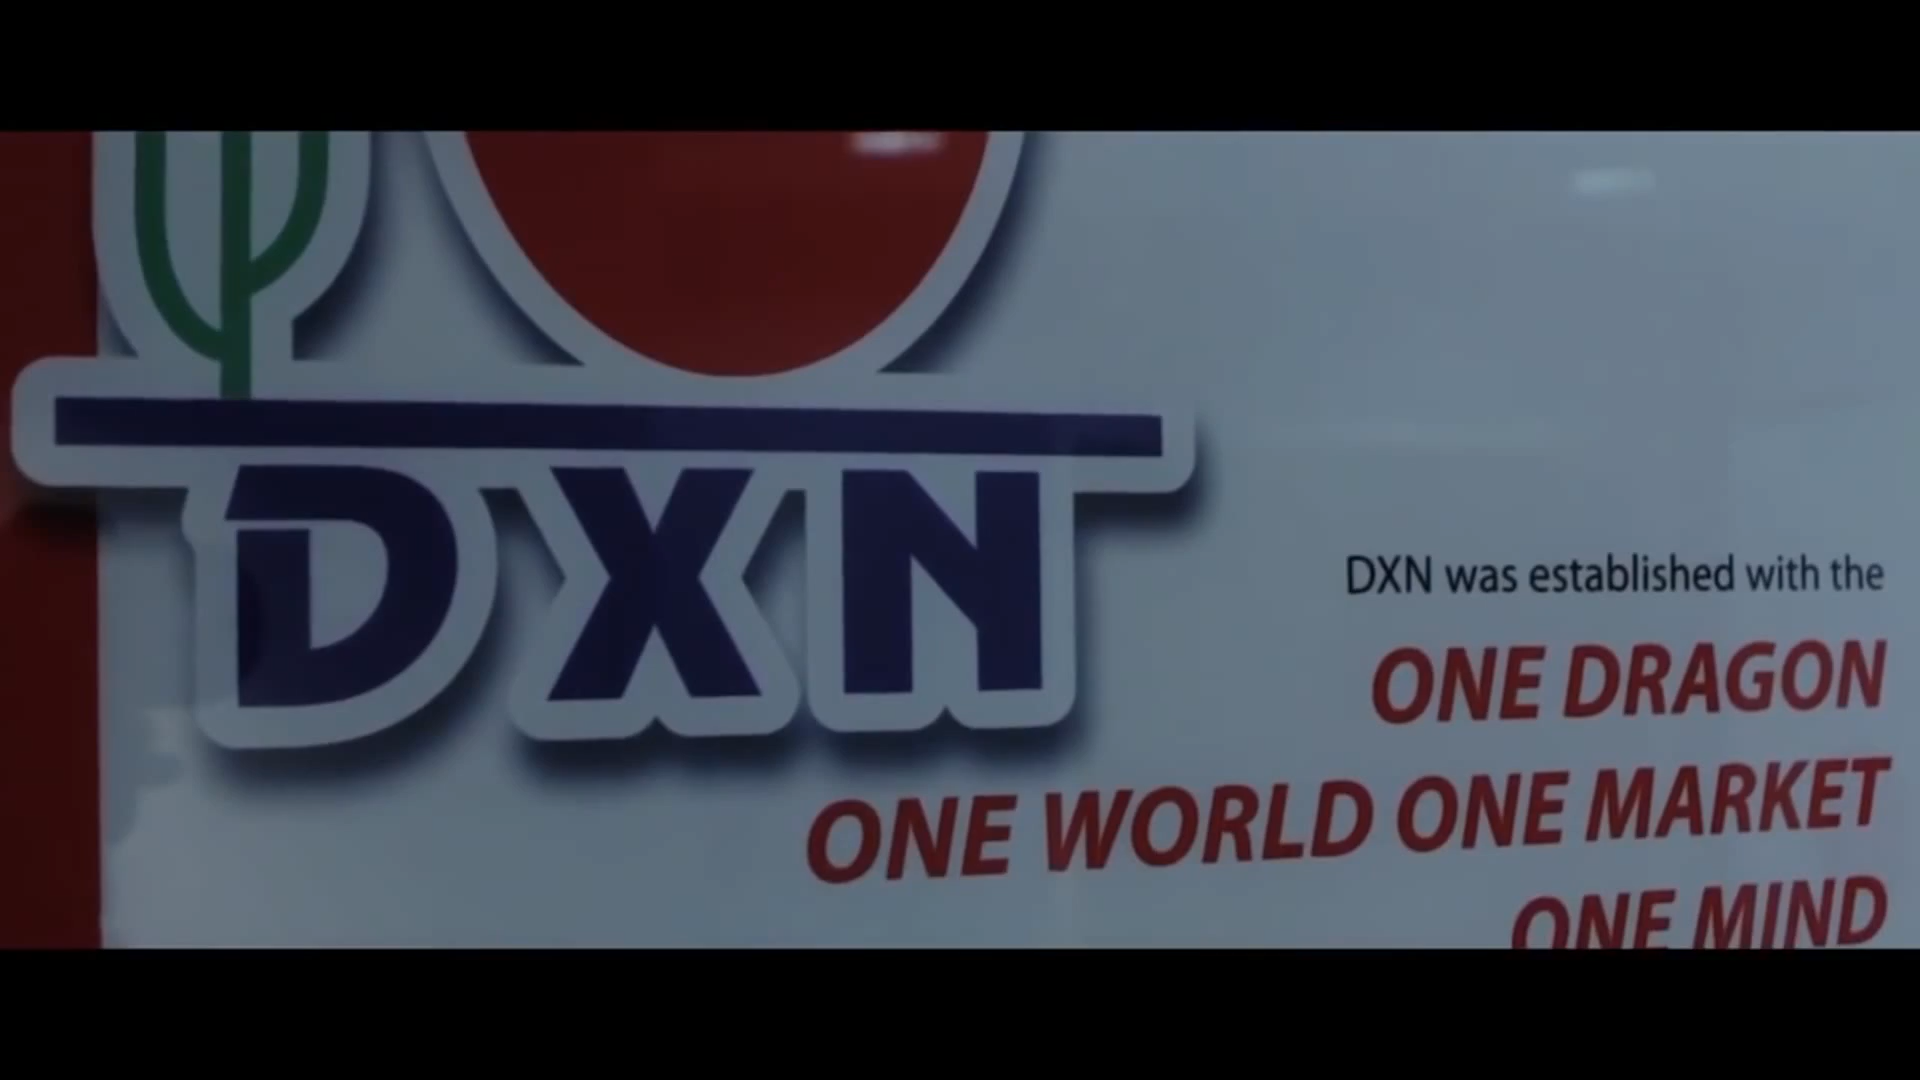 DXN
DXN was established with the
ONE DRAGON
ONE WORLD ONE MARKET
ONE MIND